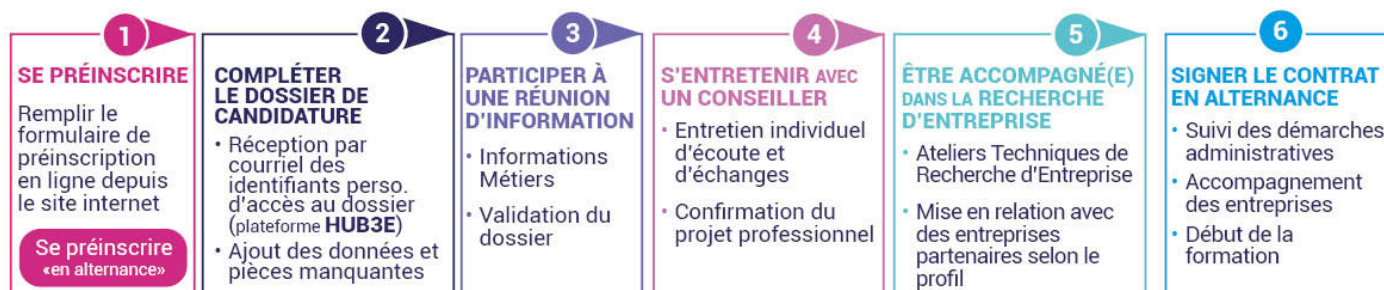 1
SE PRÉINSCRIRE
Remplir le
formulaire de
préinscription
en ligne depuis
le site internet
Se préinscrire
«en alternance»
2
COMPLÉTER
LE DOSSIER DE
CANDIDATURE
• Réception par
courriel des
identifiants perso.
d'accès au dossier
(plateforme HUB3E)
• Ajout des données et
pièces manquantes
3
PARTICIPER À
UNE RÉUNION
D'INFORMATION
• Informations
Métiers
• Validation du
dossier
4
S'ENTRETENIR AVEC
UN CONSEILLER
• Entretien individuel
d'écoute et
d'échanges
• Confirmation du
projet professionnel
5
ÊTRE ACCOMPAGNÉ(E)
DANS LA RECHERCHE
D'ENTREPRISE
• Ateliers Techniques de
Recherche d'Entreprise
• Mise en relation avec
des entreprises
partenaires selon le
profil
6
SIGNER LE CONTRAT
EN ALTERNANCE
• Suivi des démarches
administratives
• Accompagnement
des entreprises
• Début de la
formation